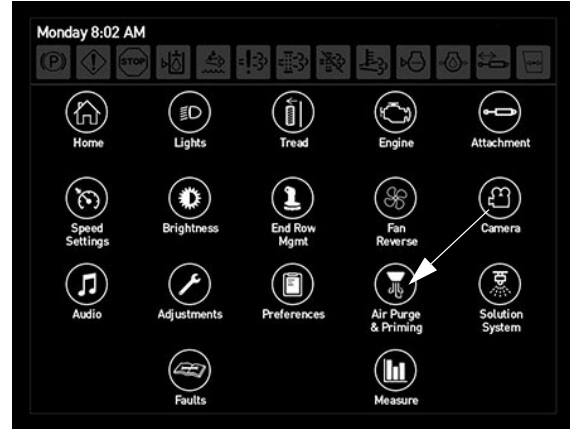 Monday 8:02 AM
(P)
STOP
Home
Lights
Tread
Engine
Attachment
Speed
Settings
Brightness
End Row
Mgmt
Fan
Reverse
Camera
Audio
Adjustments
Preferences
Air Purge
& Priming
Solution
System
Faults
Measure